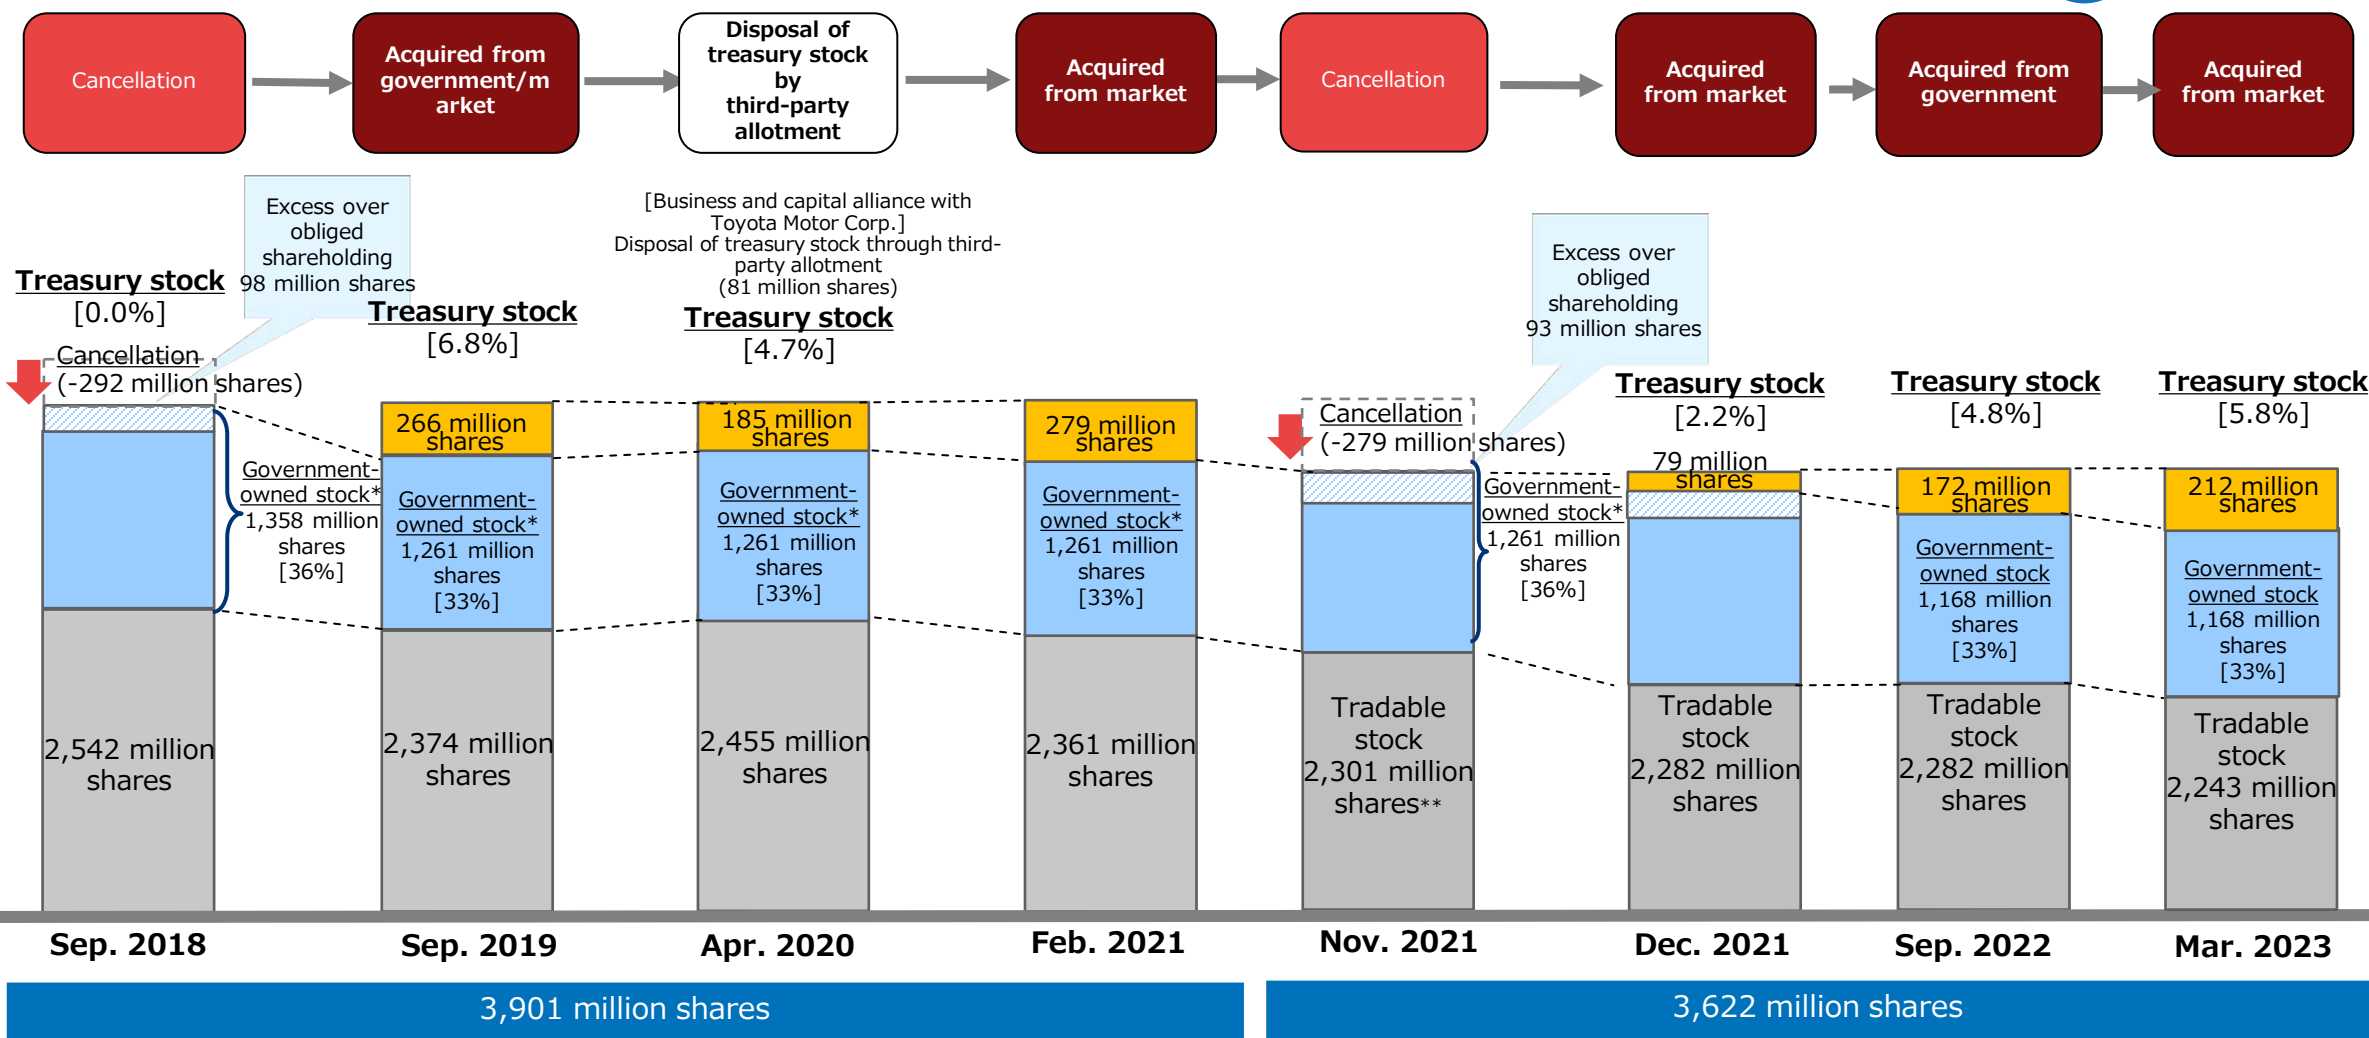 Cancellation
Acquired from
government/m
arket
Disposal of
treasury stock
by
third-party
allotment
Acquired
from market
Cancellation
Acquired
from market
Acquired from
government
Acquired
from market
Excess over
obliged
shareholding
98 million shares
[Business and capital alliance with
Toyota Motor Corp.]
Disposal of treasury stock through third-
party allotment
(81 million shares)
Excess over
obliged
shareholding
93 million shares
Treasury stock
[0.0%]
Treasury stock
[6.8%]
Treasury stock
[4.7%]
Treasury stock
[2.2%]
Treasury stock
[4.8%]
Treasury stock
[5.8%]
Cancellation
(-292 million shares)
Government-
owned stock*
1,358 million
shares
[36%]
2,542 million
shares
266 million
shares
Government-
owned stock*
1,261 million
shares
[33%]
2,374 million
shares
185 million
shares
Government-
owned stock*
1,261 million
shares
[33%]
2,455 million
shares
279 million
shares
Government-
owned stock*
1,261 million
shares
[33%]
2,361 million
shares
Cancellation
(-279 million shares)
Government-
owned stock*
1,261 million
shares
[36%]
Tradable
stock
2,301 million
shares**
79 million
shares
Tradable
stock
2,282 million
shares
172 million
shares
Government-
owned stock
1,168 million
shares
[33%]
Tradable
stock
2,282 million
shares
212 million
shares
Government-
owned stock
1,168 million
shares
[33%]
Tradable
stock
2,243 million
shares
Sep. 2018
Sep. 2019
Apr. 2020
Feb. 2021
Nov. 2021
Dec. 2021
Sep. 2022
Mar. 2023
3,901 million shares
3,622 million shares